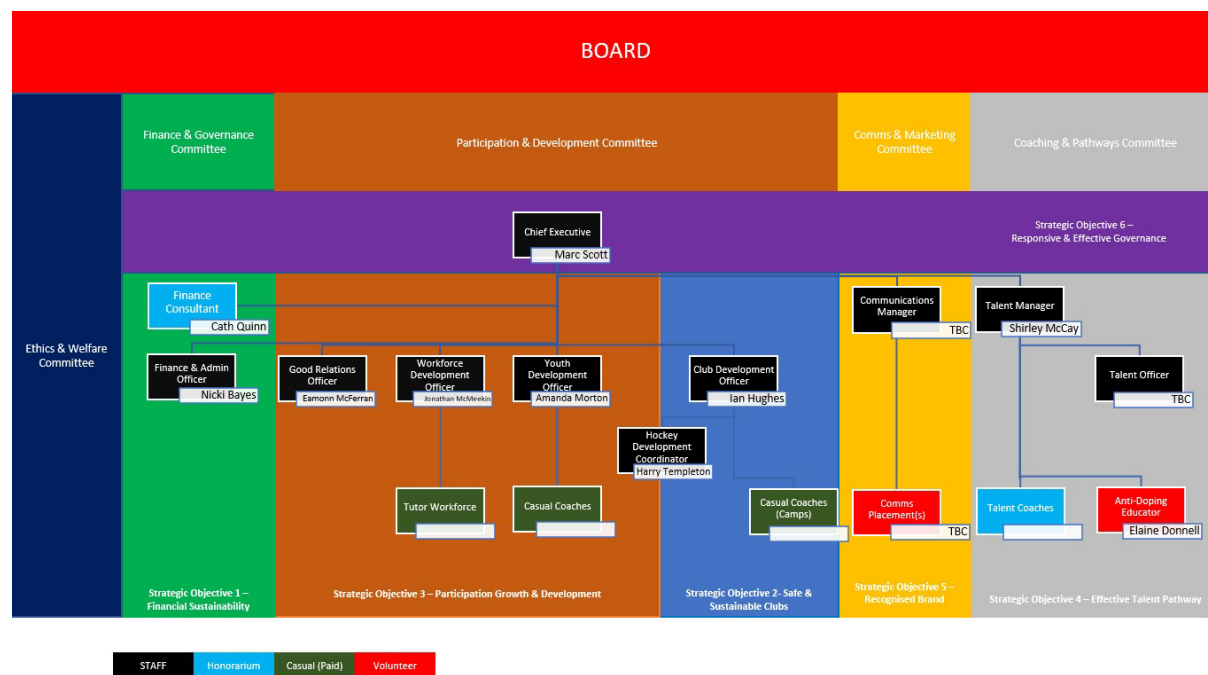 BOARD
Finance & Governance
Committee
Participation & Development Committee
Comms & Marketing
Committee
Coaching & Pathways Committee
Ethics & Welfare
Committee
Chief Executive
Marc Scott
Strategic Objective 6 –
Responsive & Effective Governance
Finance
Consultant
Cath Quinn
Communications
Manager
TBC
Talent Manager
Shirley McCay
Finance & Admin
Officer
Nicki Bayes
Good Relations
Officer
Eamonn McFerran
Workforce
Development
Officer
Jonathan McMeekin
Youth
Development
Officer
Amanda Morton
Club Development
Officer
Ian Hughes
Talent Officer
TBC
Hockey
Development
Coordinator
Harry Templeton
Tutor Workforce
Casual Coaches
Casual Coaches
(Camps)
Comms
Placement(s)
TBC
Talent Coaches
Anti-Doping
Educator
Elaine Donnell
Strategic Objective 1 –
Financial Sustainability
Strategic Objective 3 – Participation Growth & Development
Strategic Objective 2- Safe &
Sustainable Clubs
Strategic Objective 5 –
Recognised Brand
Strategic Objective 4 – Effective Talent Pathway
STAFF
Honorarium
Casual (Paid)
Volunteer